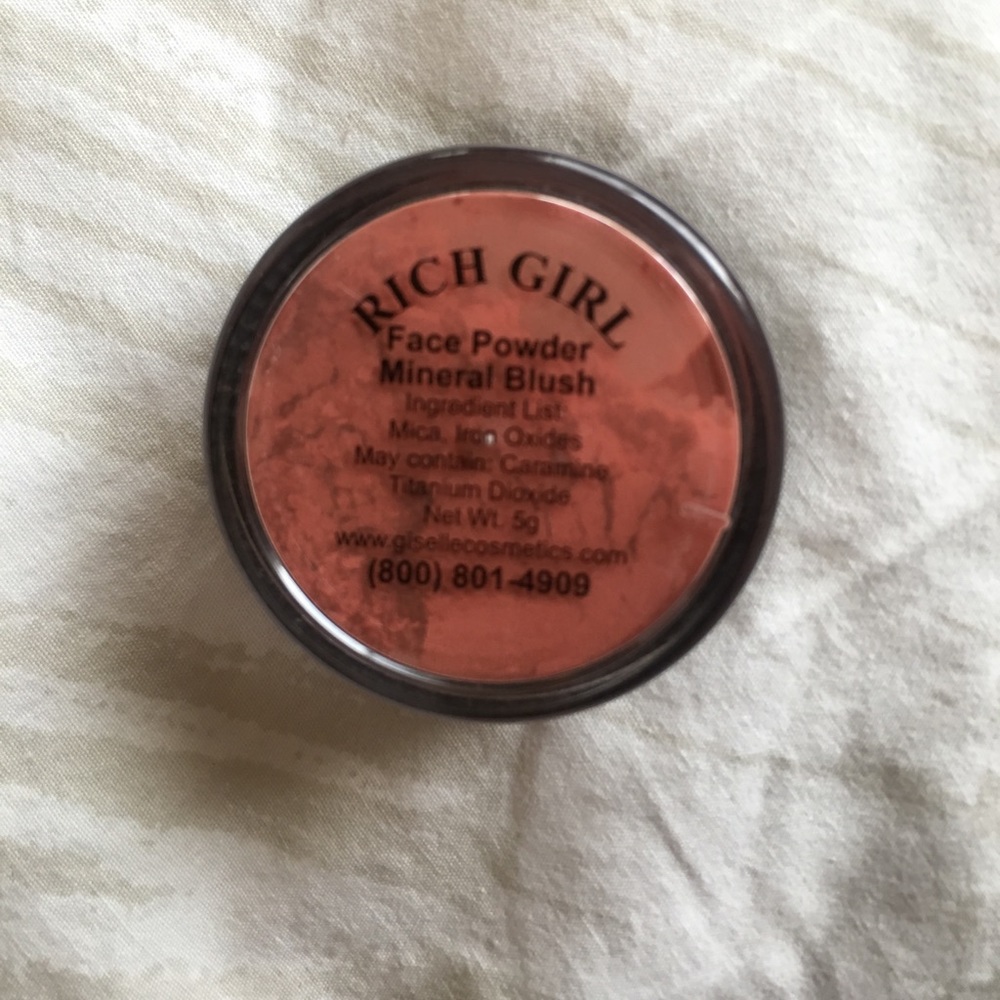 RICH GIRL
Face Powder
Mineral Blush
Ingredient List:
Mica, Iron Oxides
May contain: Caramine
Titanium Dioxide
Net Wt. 5g
www.gisellecosmetics.com
(800) 801-4909